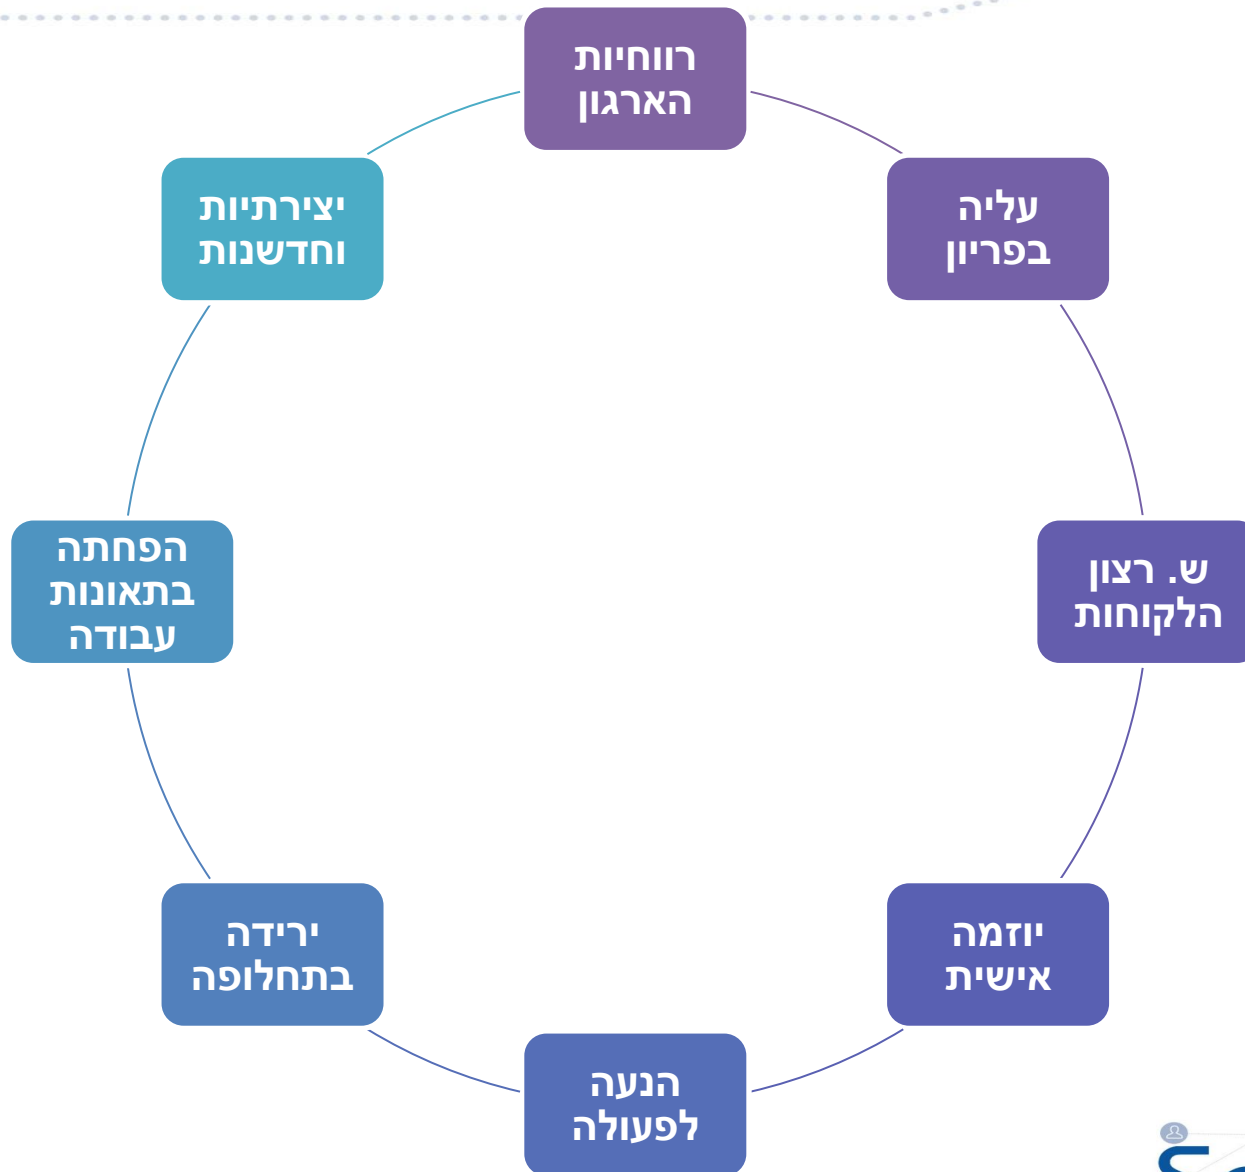 רווחיות
הארגון
עליה
בפריון
ש. רצון
הלקוחות
יוזמה
אישית
הנעה
לפעולה
ירידה
בתחלופה
הפחתה
בתאונות
עבודה
יצירתיות
וחדשנות